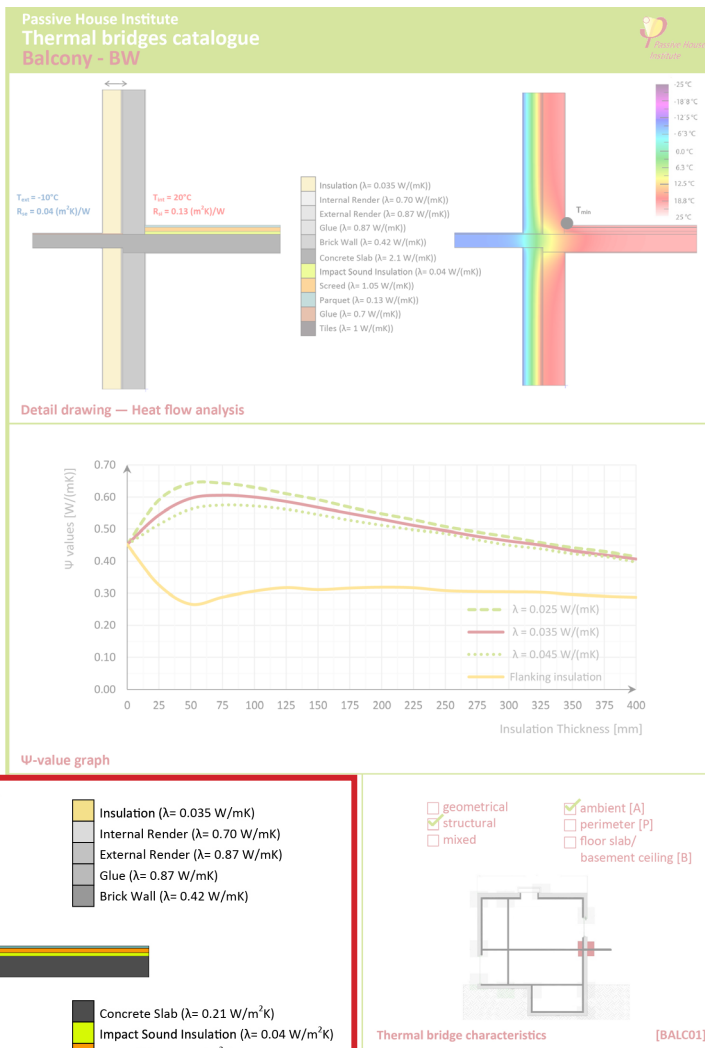 Passive House Institute
Thermal bridges catalogue
Balcony - BW
Passive House
Institute
-25 °C
-18'8 °C
-12'5 °C
-6'3 °C
0.0 °C
6.3 °C
12.5 °C
18.8 °C
25 °C
Text = -10°C
Rse = 0.04 (m²K)/W
Tint = 20°C
Rsi = 0.13 (m²K)/W
Insulation (λ= 0.035 W/(mK))
Internal Render (λ= 0.70 W/(mK))
External Render (λ= 0.87 W/(mK))
Glue (λ= 0.87 W/(mK))
Brick Wall (λ= 0.42 W/(mK))
Concrete Slab (λ= 2.1 W/(mK))
Impact Sound Insulation (λ= 0.04 W/(mK))
Screed (λ= 1.05 W/(mK))
Parquet (λ= 0.13 W/(mK))
Glue (λ= 0.7 W/(mK))
Tiles (λ= 1 W/(mK))
Tmin
Detail drawing — Heat flow analysis
Ψ values [W/(mK)]
0.70
0.60
0.50
0.40
0.30
0.20
0.10
0.00
λ = 0.025 W/(mK)
λ = 0.035 W/(mK)
λ = 0.045 W/(mK)
Flanking insulation
0 25 50 75 100 125 150 175 200 225 250 275 300 325 350 375 400
Insulation Thickness [mm]
Ψ-value graph
Insulation (λ= 0.035 W/mK)
Internal Render (λ= 0.70 W/mK)
External Render (λ= 0.87 W/mK)
Glue (λ= 0.87 W/mK)
Brick Wall (λ= 0.42 W/mK)
Concrete Slab (λ= 0.21 W/m²K)
Impact Sound Insulation (λ= 0.04 W/m²K)
geometrical
structural
mixed
ambient [A]
perimeter [P]
floor slab/
basement ceiling [B]
Thermal bridge characteristics [BALC01]